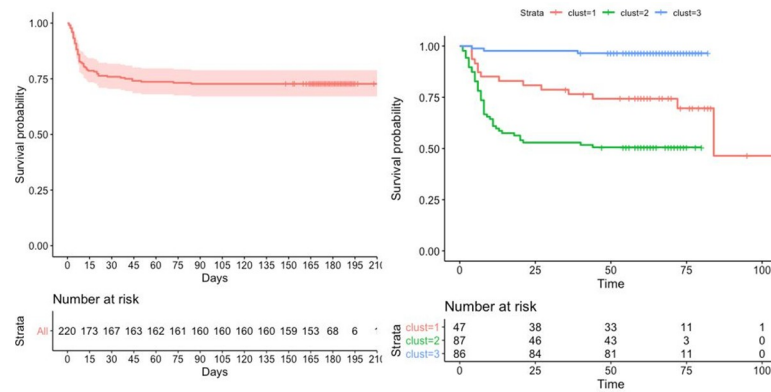 Strata clust=1 clust=2 clust=3
1.00
0.75
0.50
0.25
0.00
Survival probability
0 15 30 45 60 75 90 105 120 135 150 165 180 195 210
Days
Number at risk
Strata
All
220 173 167 163 162 161 160 160 160 160 159 153 68 6
0 15 30 45 60 75 90 105 120 135 150 165 180 195 210
Days
1.00
0.75
0.50
0.25
0.00
Survival probability
0 25 50 75 100
Time
Number at risk
Strata
clust=1 47 38 33 11 1
clust=2 87 46 43 3 0
clust=3 86 84 81 11 0
0 25 50 75 100
Time